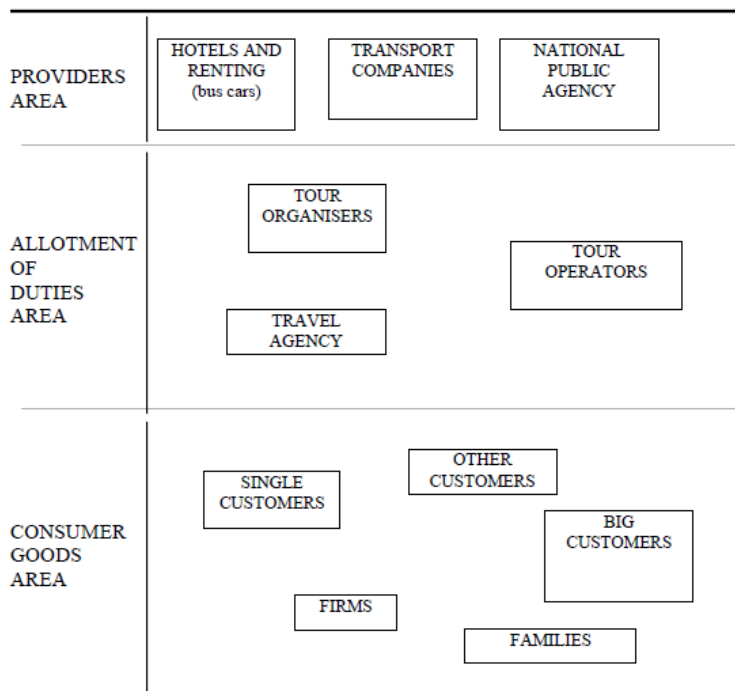 PROVIDERS
AREA
HOTELS AND
RENTING
(bus cars)
TRANSPORT
COMPANIES
NATIONAL
PUBLIC
AGENCY
ALLOTMENT
OF
DUTIES
AREA
TOUR
ORGANISERS
TOUR
OPERATORS
TRAVEL
AGENCY
CONSUMER
GOODS
AREA
SINGLE
CUSTOMERS
OTHER
CUSTOMERS
BIG
CUSTOMERS
FIRMS
FAMILIES